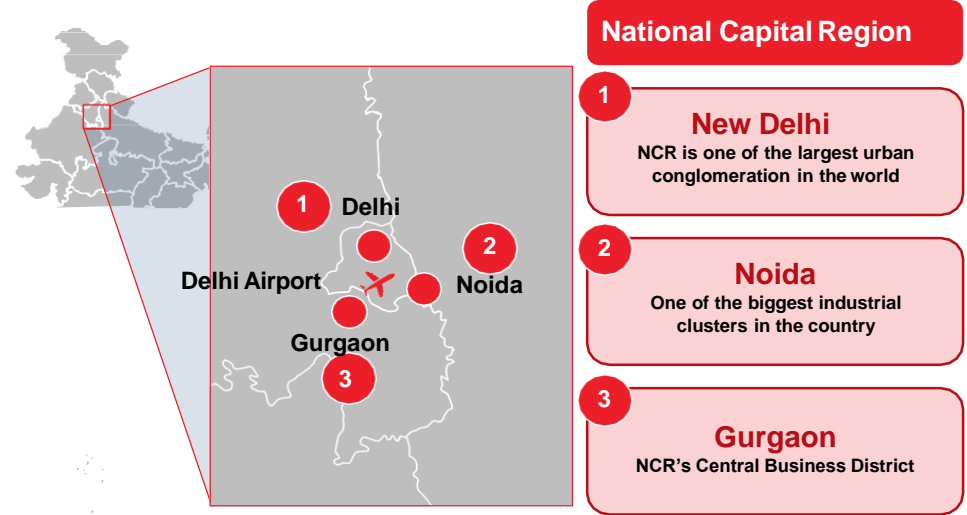 National Capital Region
1
New Delhi
NCR is one of the largest urban
conglomeration in the world
2
Noida
One of the biggest industrial
clusters in the country
3
Gurgaon
NCR's Central Business District
1
Delhi
2
Delhi Airport
Noida
Gurgaon
3